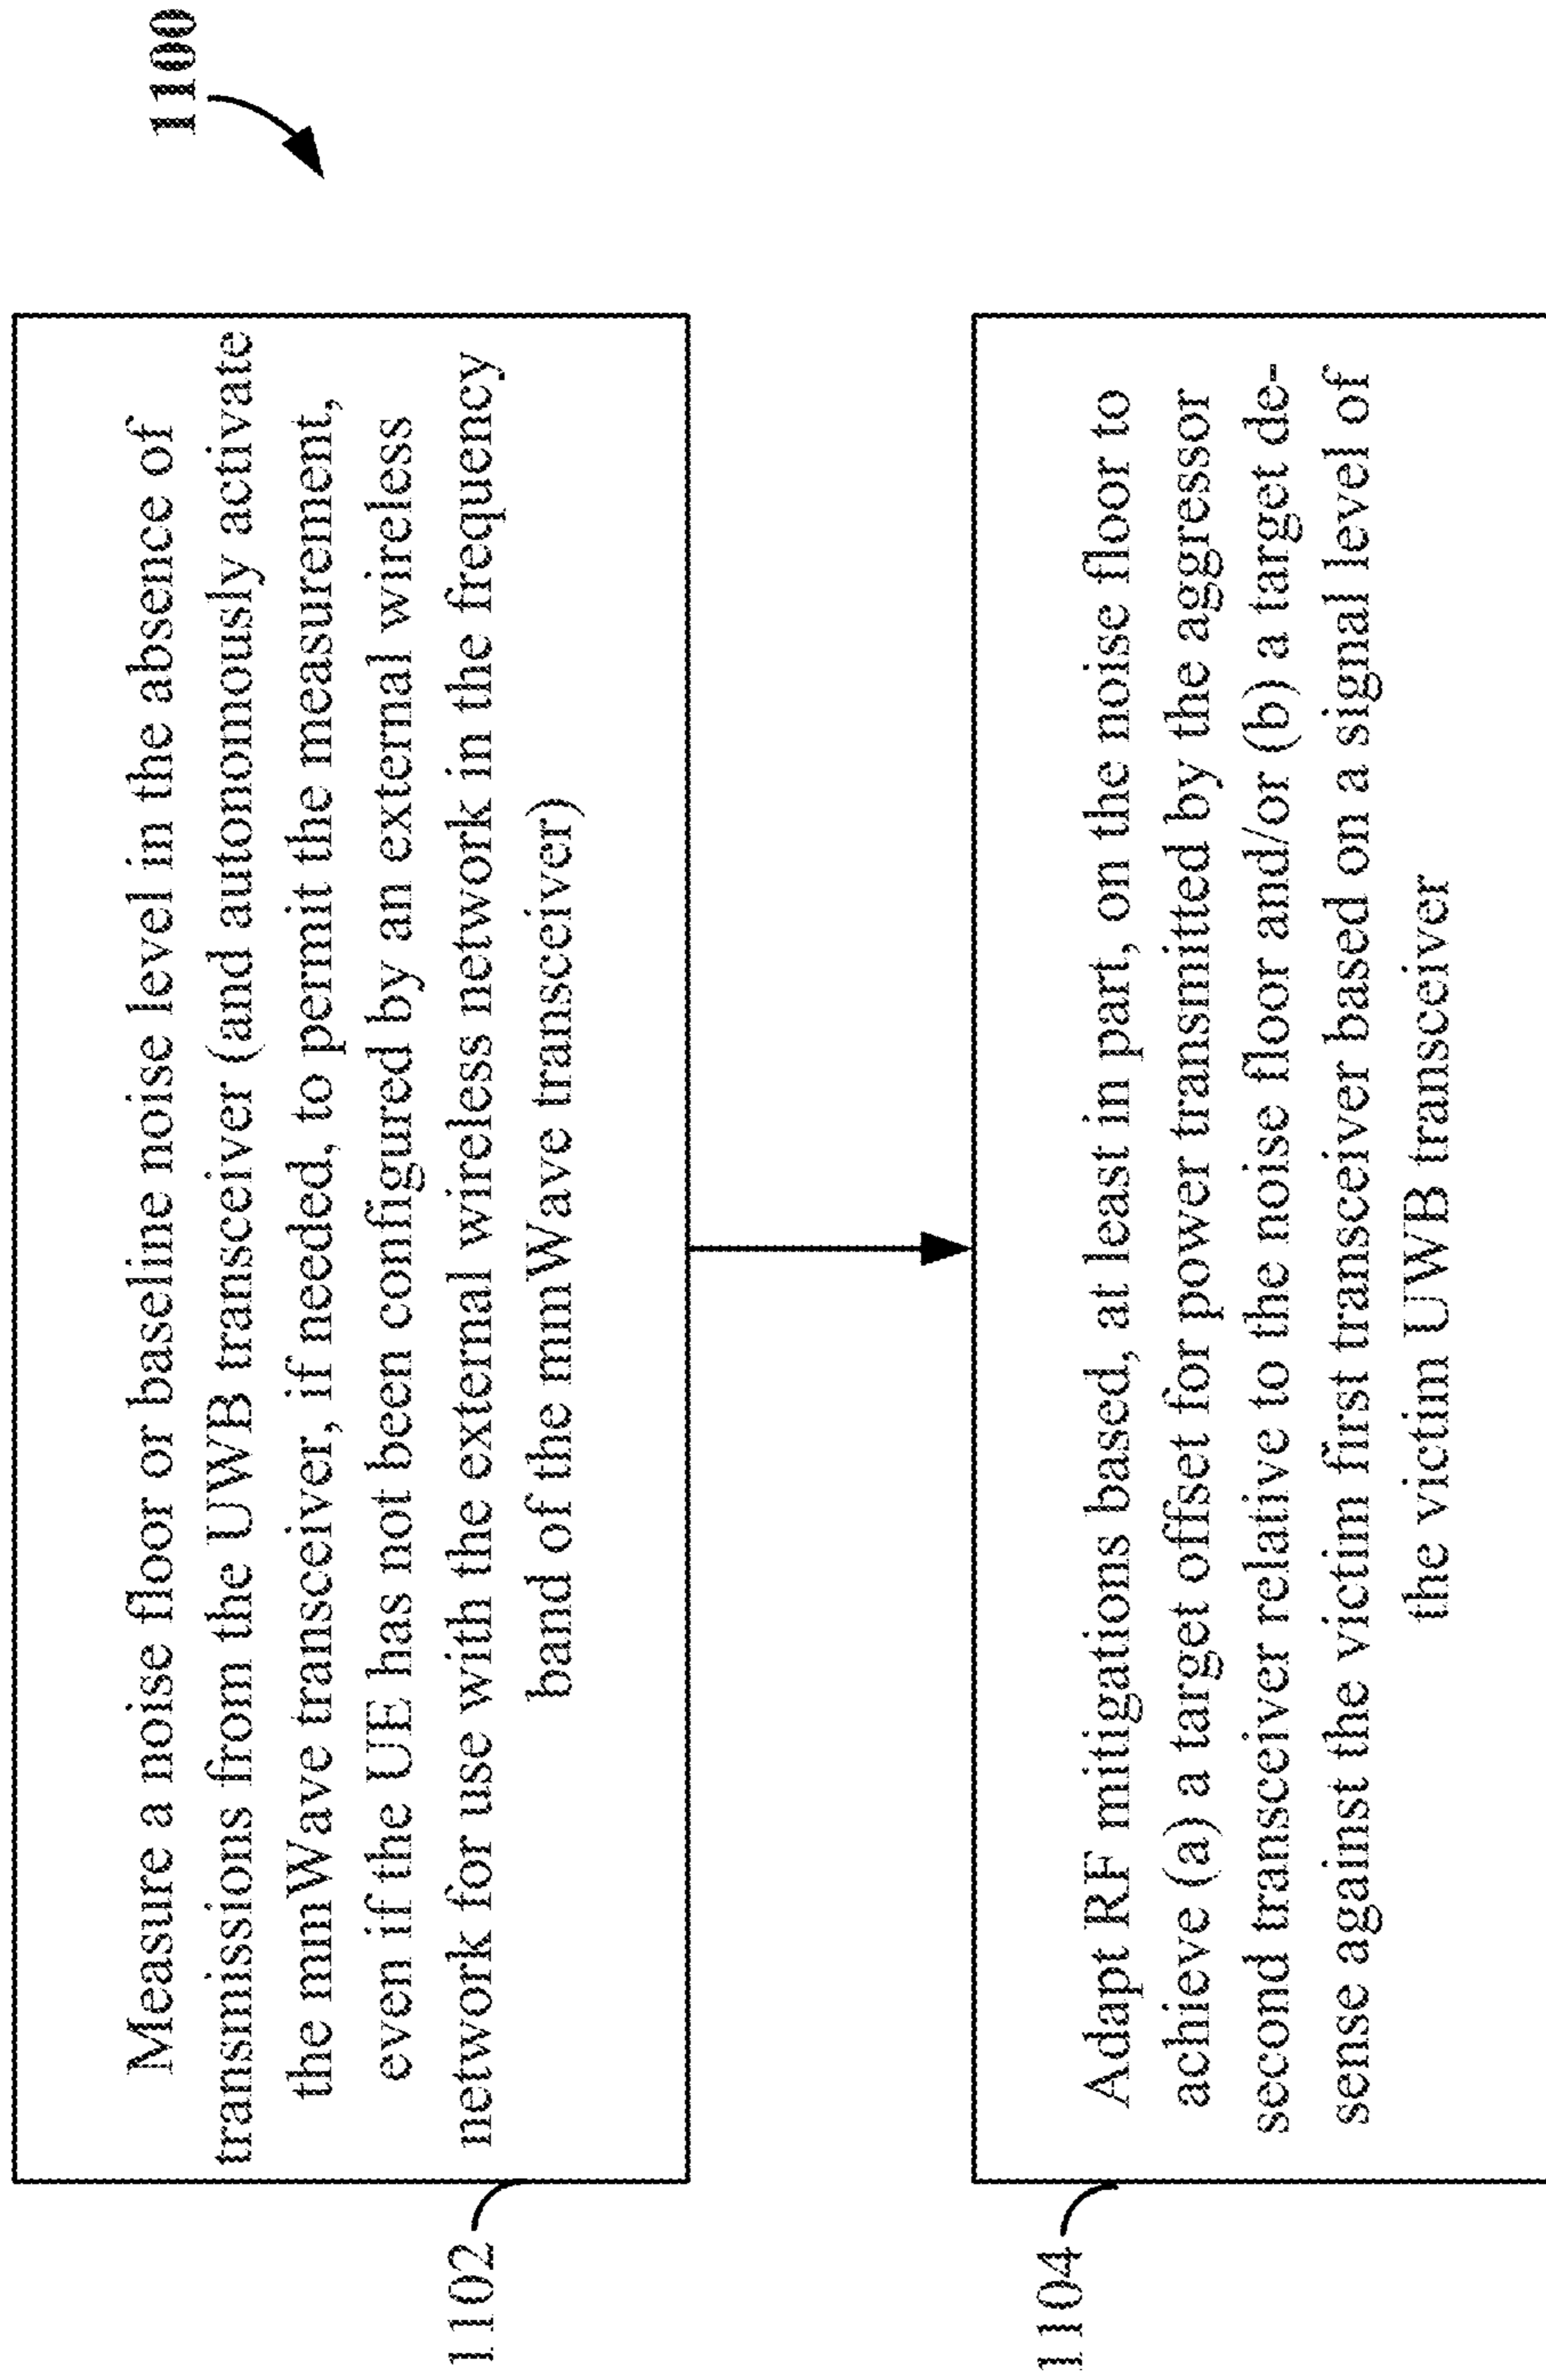 1100
Measure a noise floor or baseline noise level in the absence of
transmissions from the UWB transceiver (and autonomously activate
the mmWave transceiver, if needed, to permit the measurement,
even if the UE has not been configured by an external wireless
network for use with the external wireless network in the frequency
band of the mmWave transceiver)
1102
Adapt RF mitigations based, at least in part, on the noise floor to
achieve (a) a target offset for power transmitted by the aggressor
second transceiver relative to the noise floor and/or (b) a target de-
sense against the victim first transceiver based on a signal level of
the victim UWB transceiver
1104